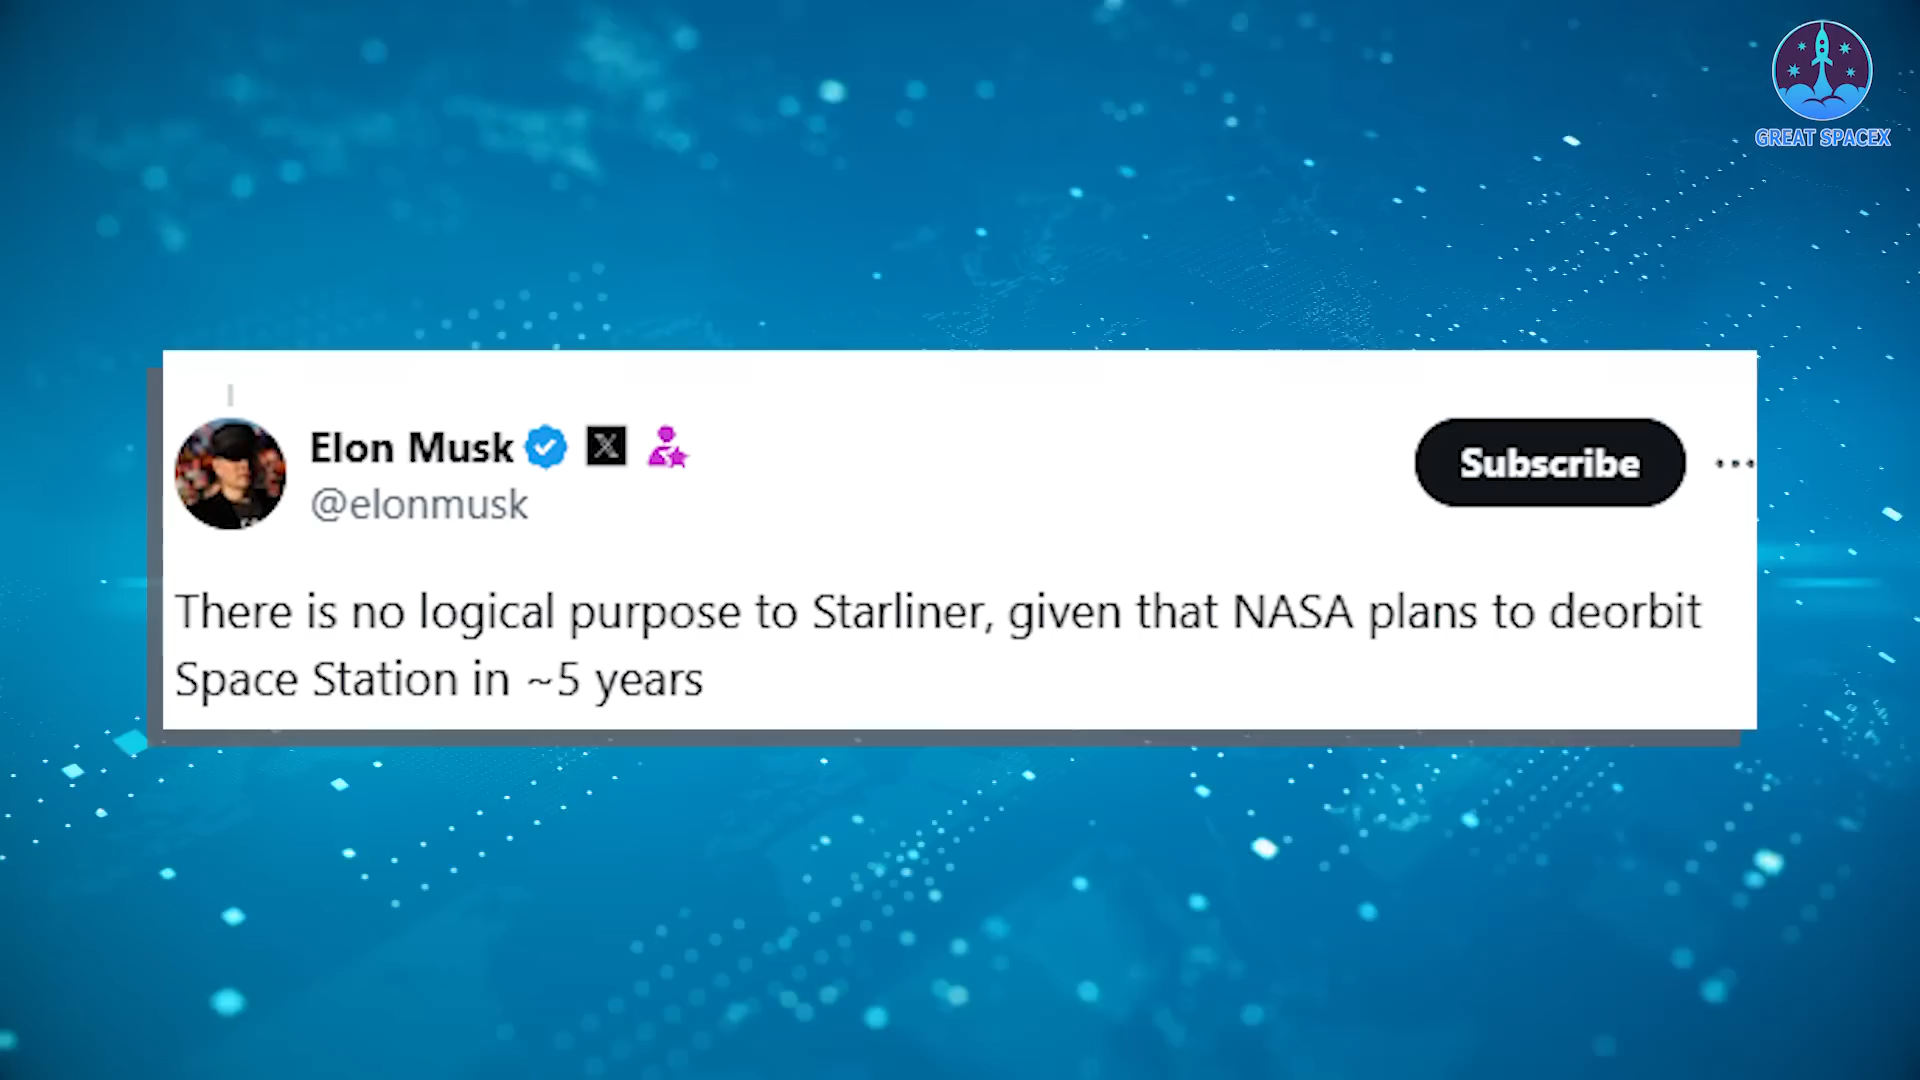 GREAT SPACEX
Elon Musk
@elonmusk
Subscribe
There is no logical purpose to Starliner, given that NASA plans to deorbit
Space Station in ~5 years